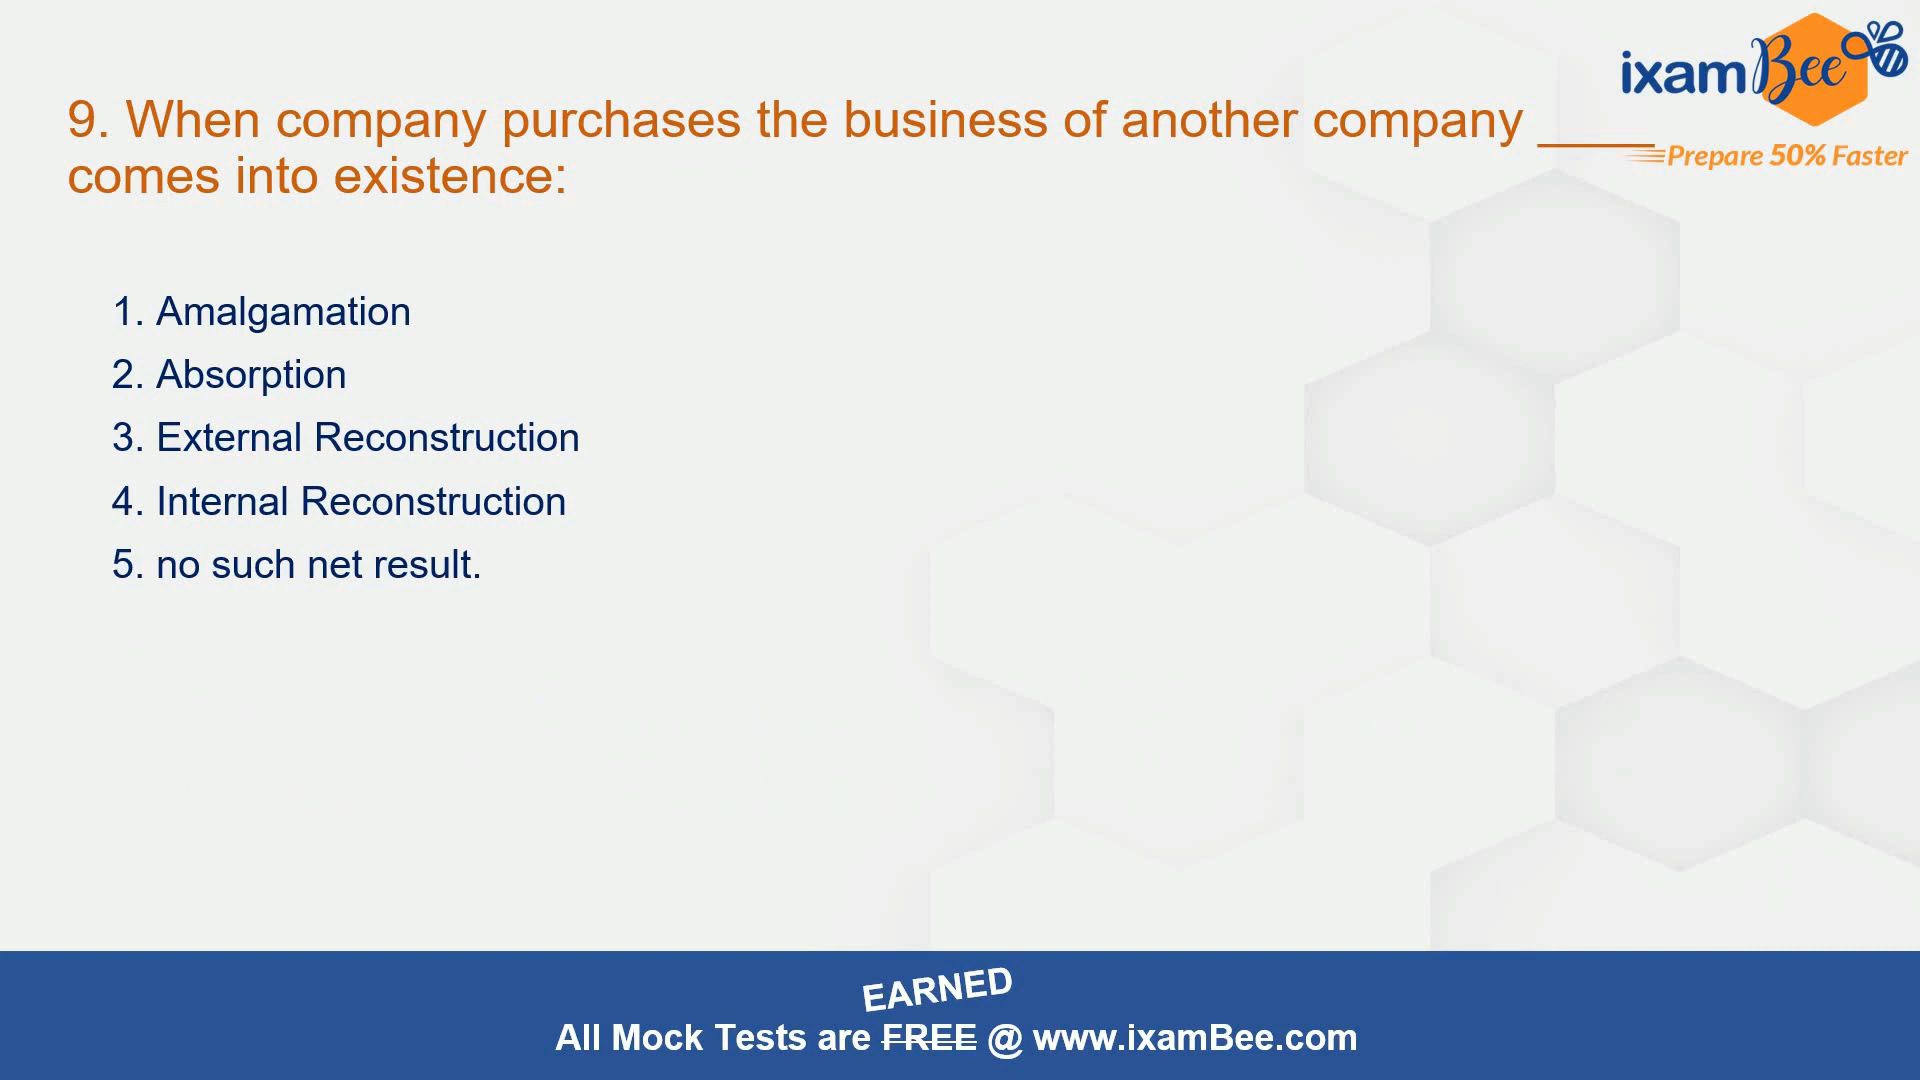 ixamBee
Prepare 50% Faster
9. When company purchases the business of another company ______
comes into existence:
1. Amalgamation
2. Absorption
3. External Reconstruction
4. Internal Reconstruction
5. no such net result.
EARNED
All Mock Tests are FREE @ www.ixamBee.com